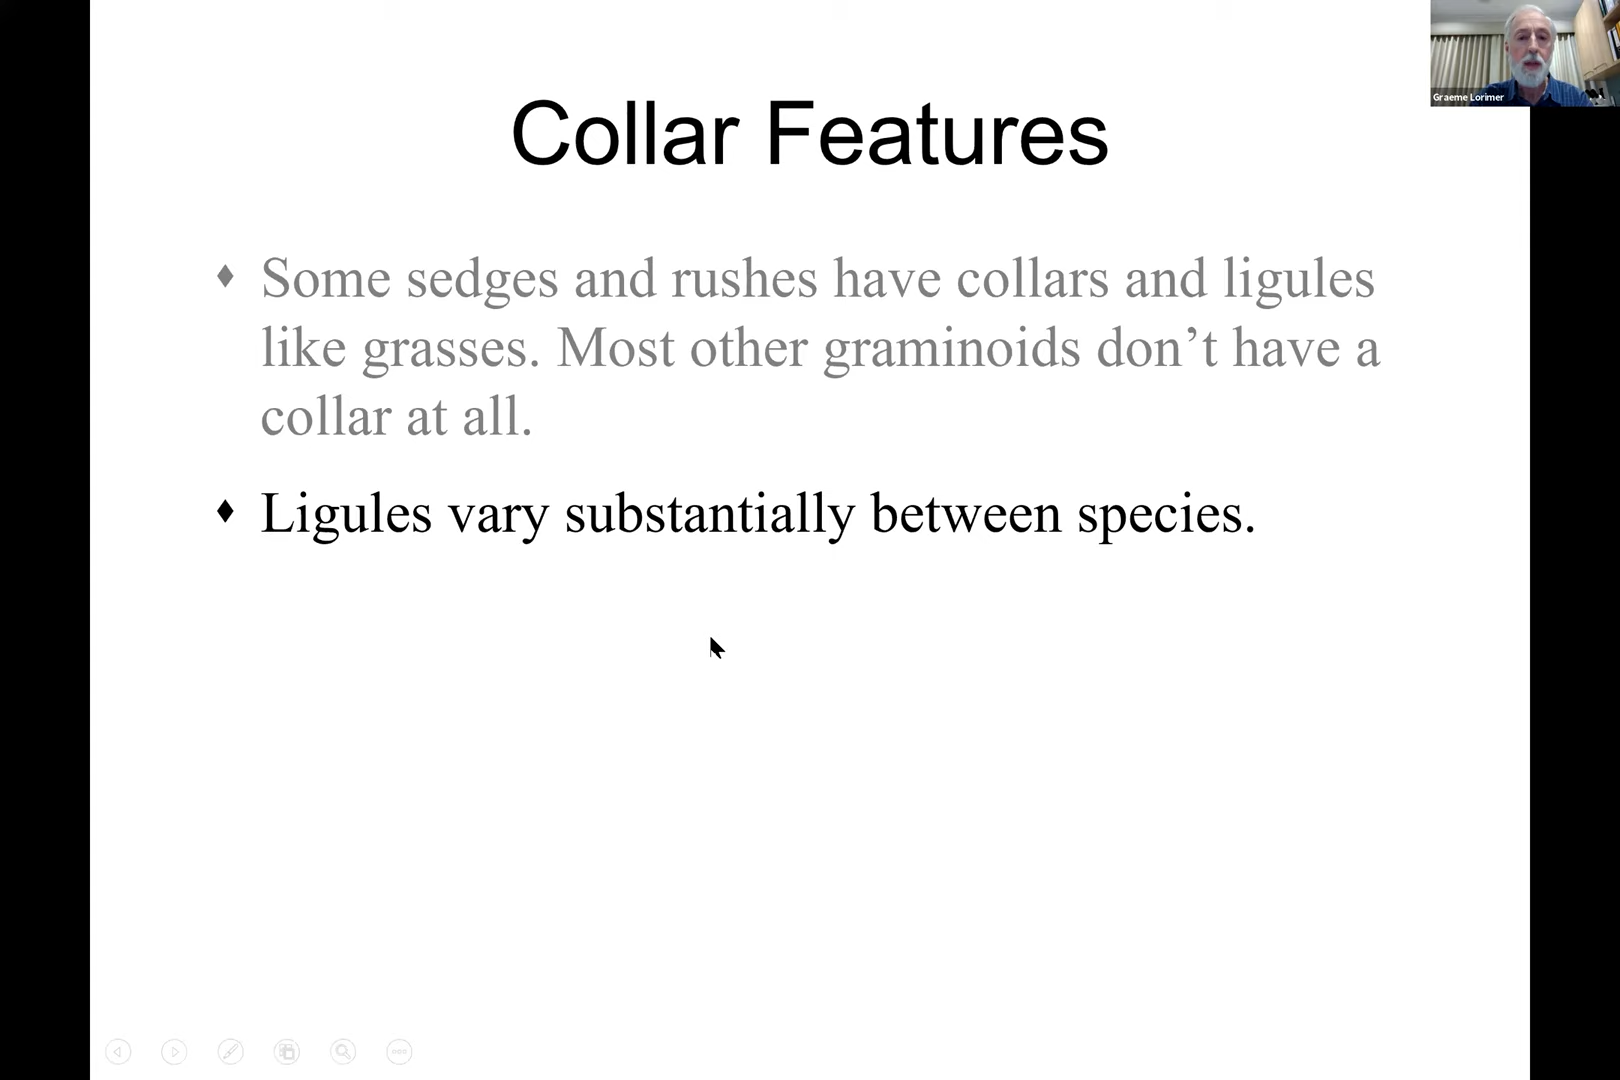 Graeme Lorimer
Collar Features
♦ Some sedges and rushes have collars and ligules
like grasses. Most other graminoids don’t have a
collar at all.
♦ Ligules vary substantially between species.